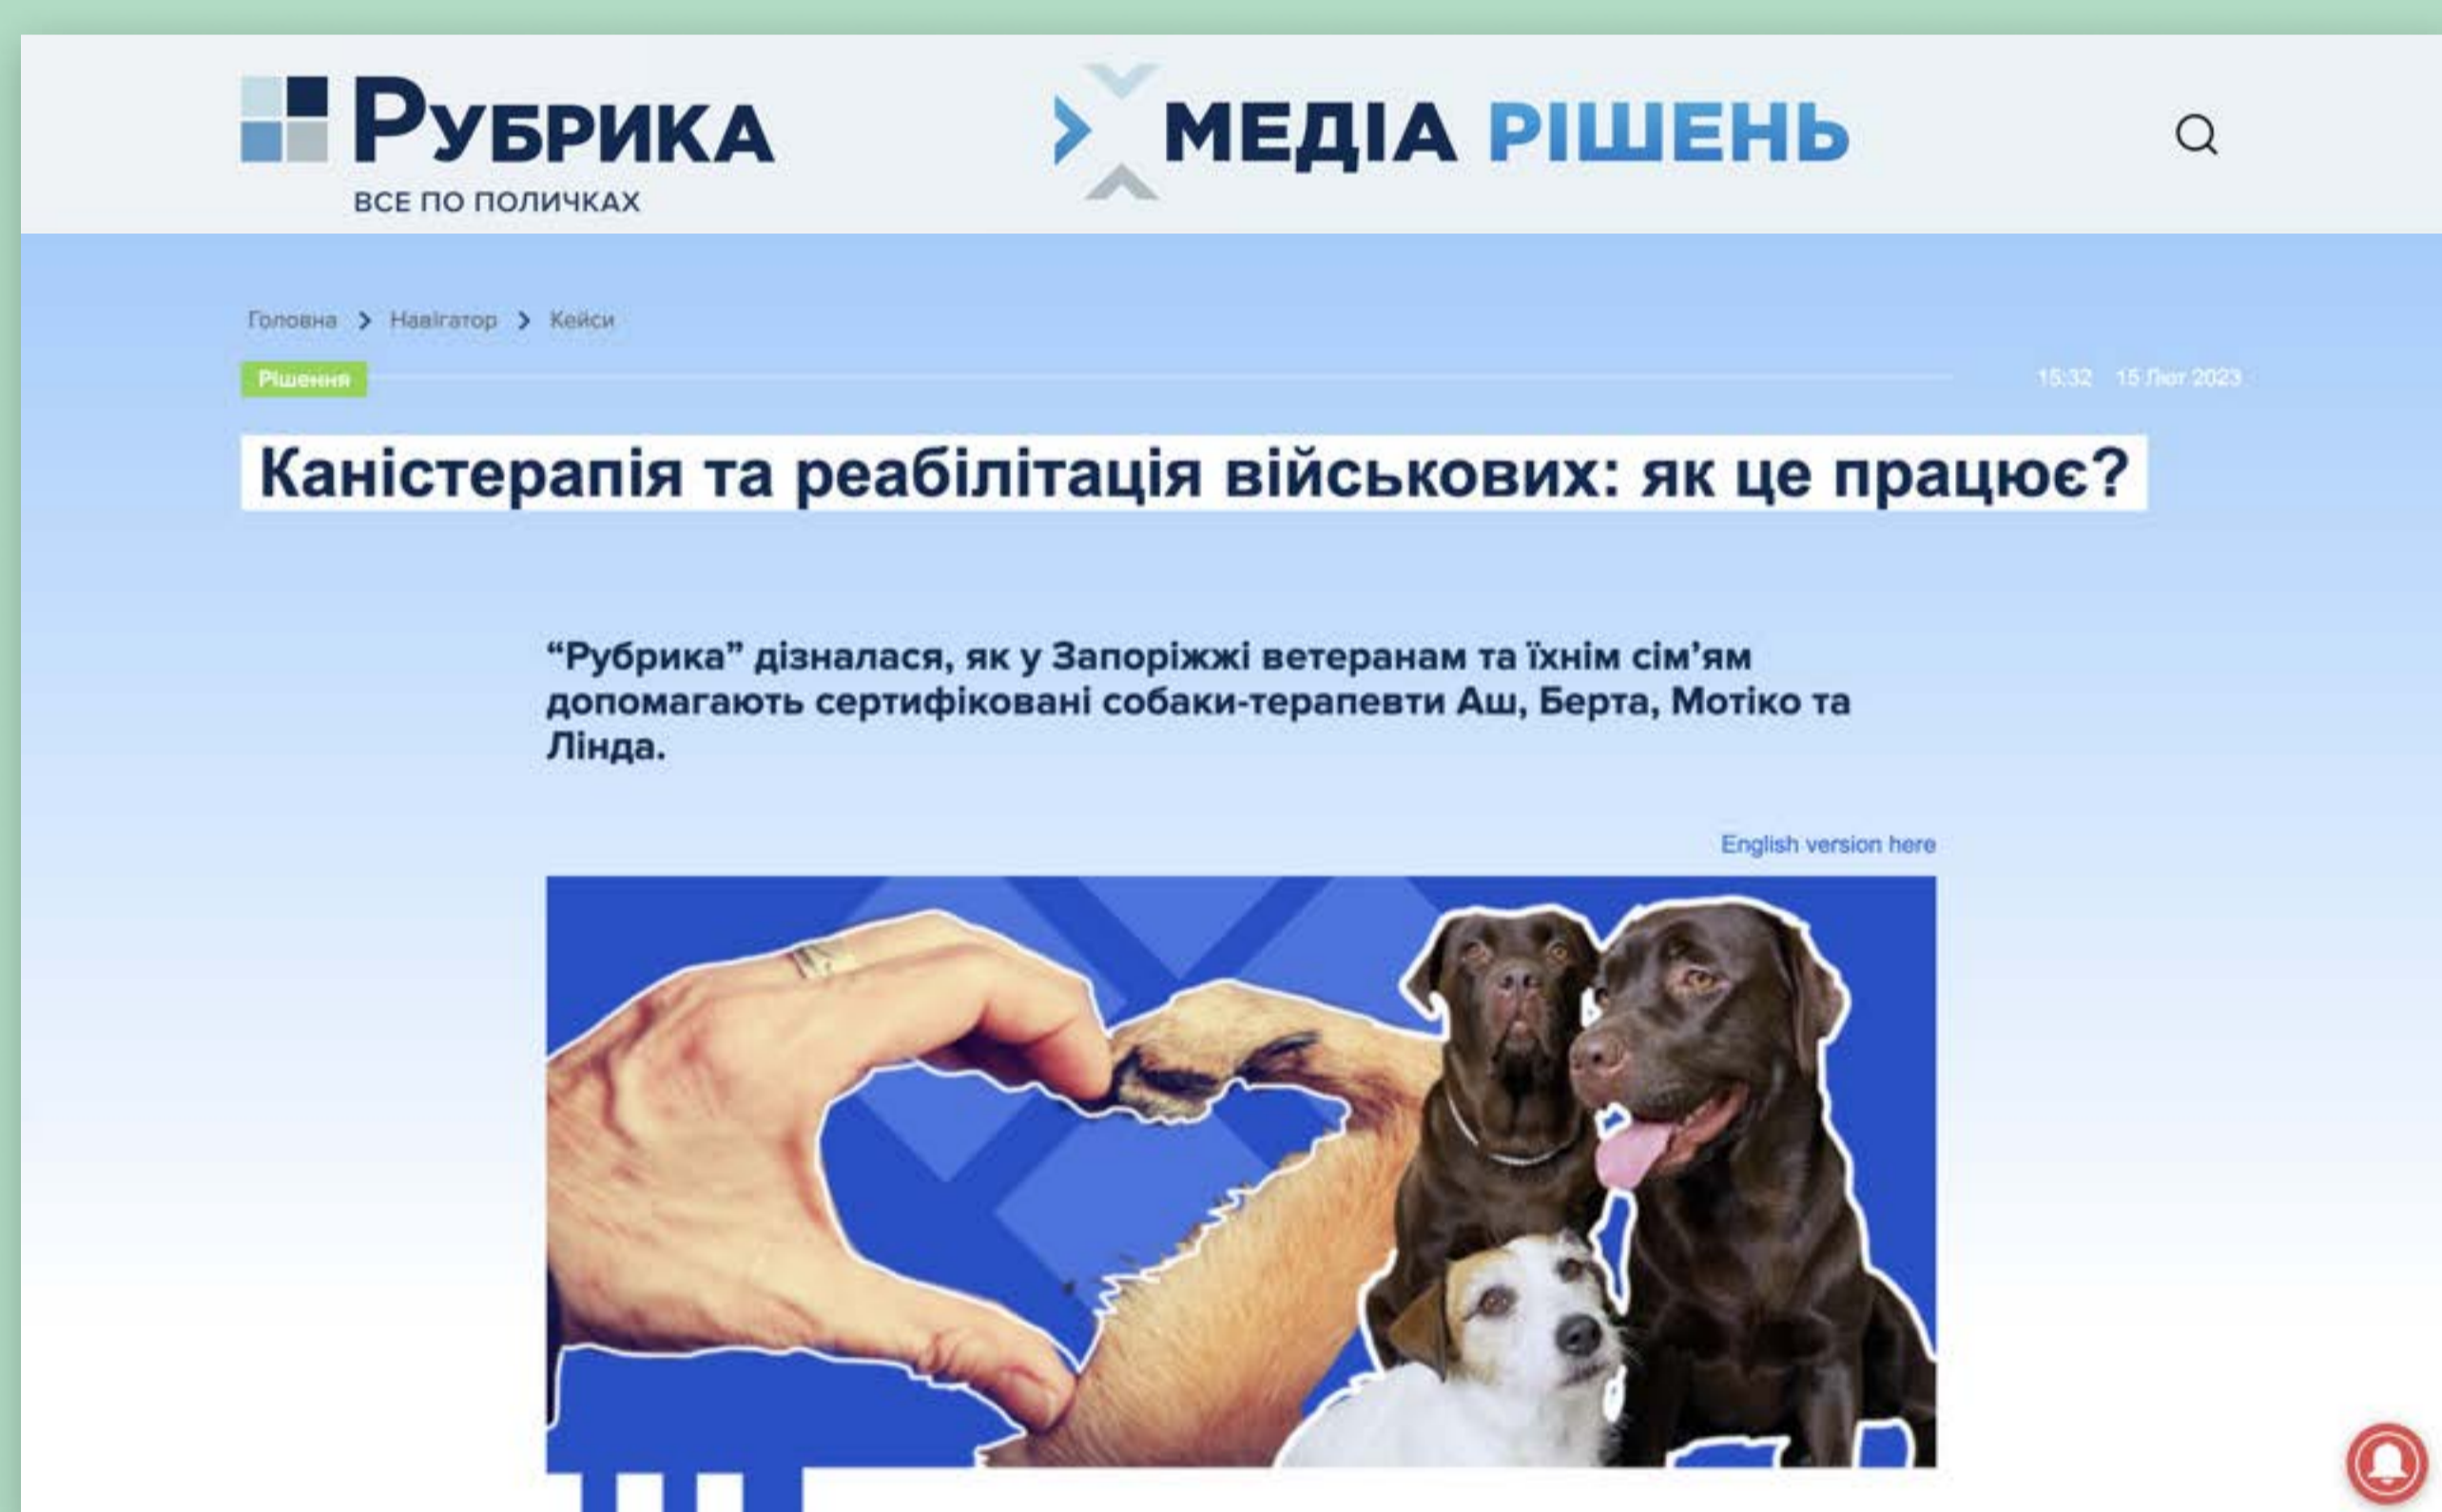 РУБРИКА
ВСЕ ПО ПОЛИЧКАХ
МЕДІА РІШЕНЬ
Головна > Навігатор > Кейси
Рішення
15:32 15 Лют 2023
Каністерапія та реабілітація військових: як це працює?
“Рубрика” дізналася, як у Запоріжжі ветеранам та їхнім сім’ям
допомагають сертифіковані собаки-терапевти Аш, Берта, Мотіко та
Лінда.
English version here